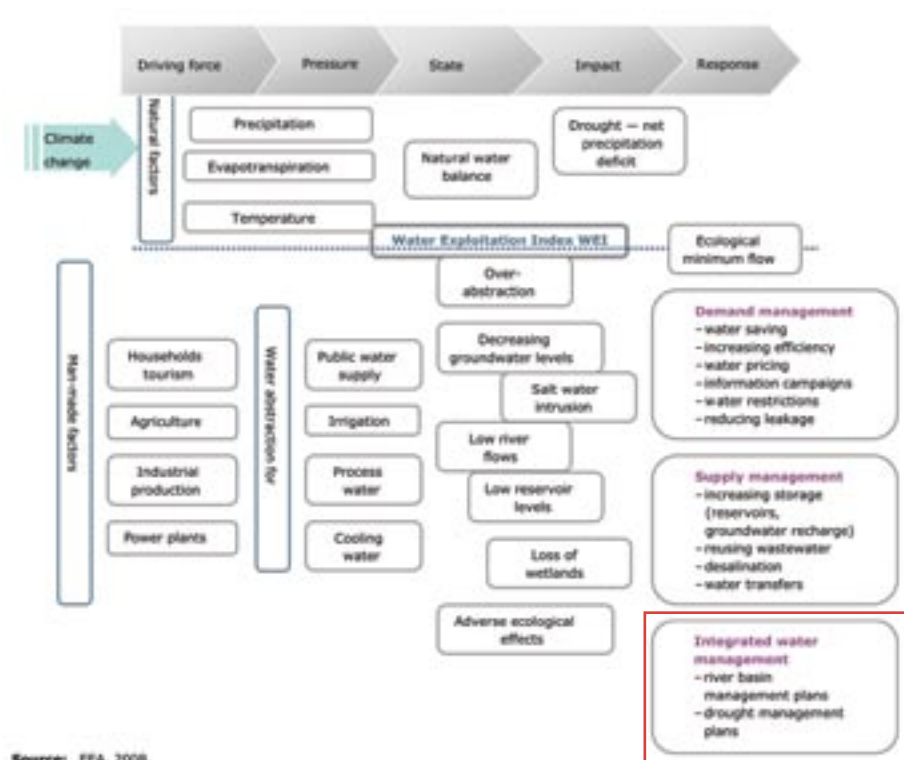 Driving force
Pressure
State
Impact
Response
Climate
change
Natural factors
Precipitation
Evapotranspiration
Temperature
Natural water
balance
Drought — net
precipitation
deficit
Water Exploitation Index WEI
Ecological
minimum flow
Man-made factors
Households
tourism
Agriculture
Industrial
production
Power plants
Water abstraction for
Public water
supply
Irrigation
Process
water
Cooling
water
Over-
abstraction
Decreasing
groundwater levels
Salt water
intrusion
Low river
flows
Low reservoir
levels
Loss of
wetlands
Adverse ecological
effects
Demand management
-water saving
-increasing efficiency
-water pricing
-information campaigns
-water restrictions
-reducing leakage
Supply management
-increasing storage
(reservoirs,
groundwater recharge)
-reusing wastewater
-desalination
-water transfers
Integrated water
management
-river basin
management plans
-drought management
plans
Source: EEA, 2009